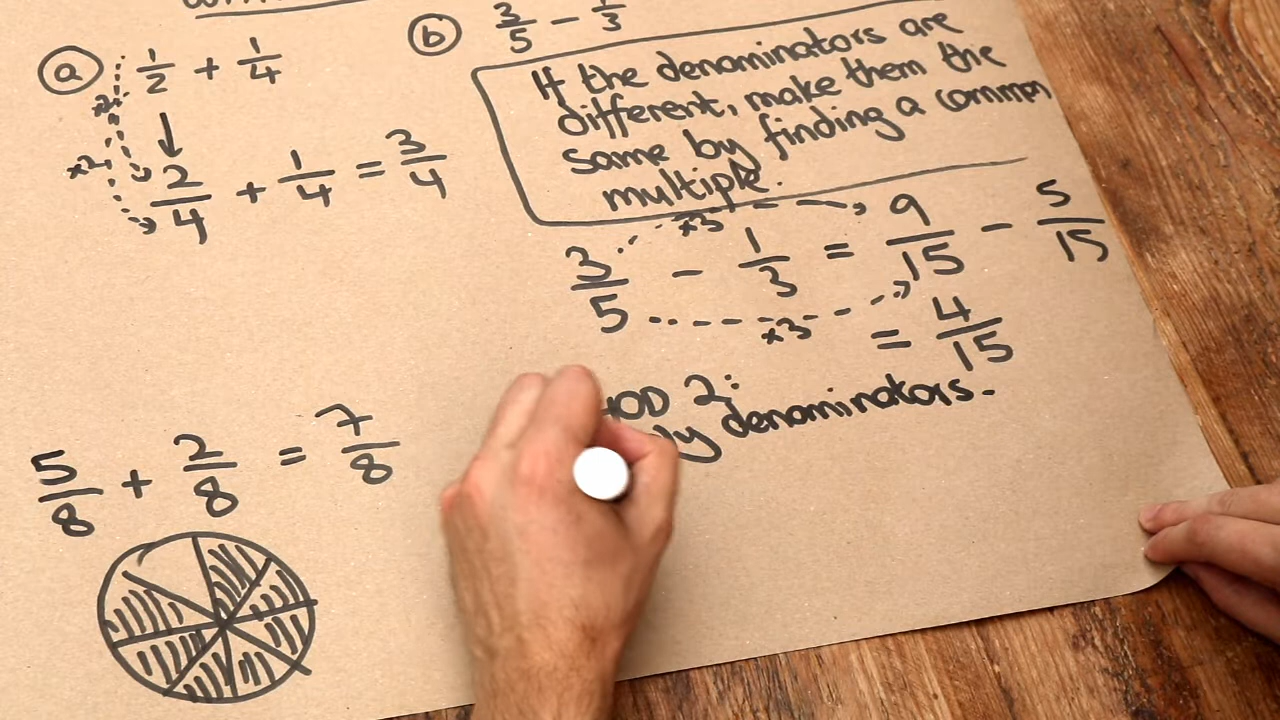 a 1/2 + 1/4
×2
×2
2/4 + 1/4 = 3/4
b 3/5 - 1/3
If the denominators are
different, make them the
same by finding a common
multiple.
×3
3/5 - 1/3 = 9/15 - 5/15
×3
= 4/15
2:
denominators.
5/8 + 2/8 = 7/8